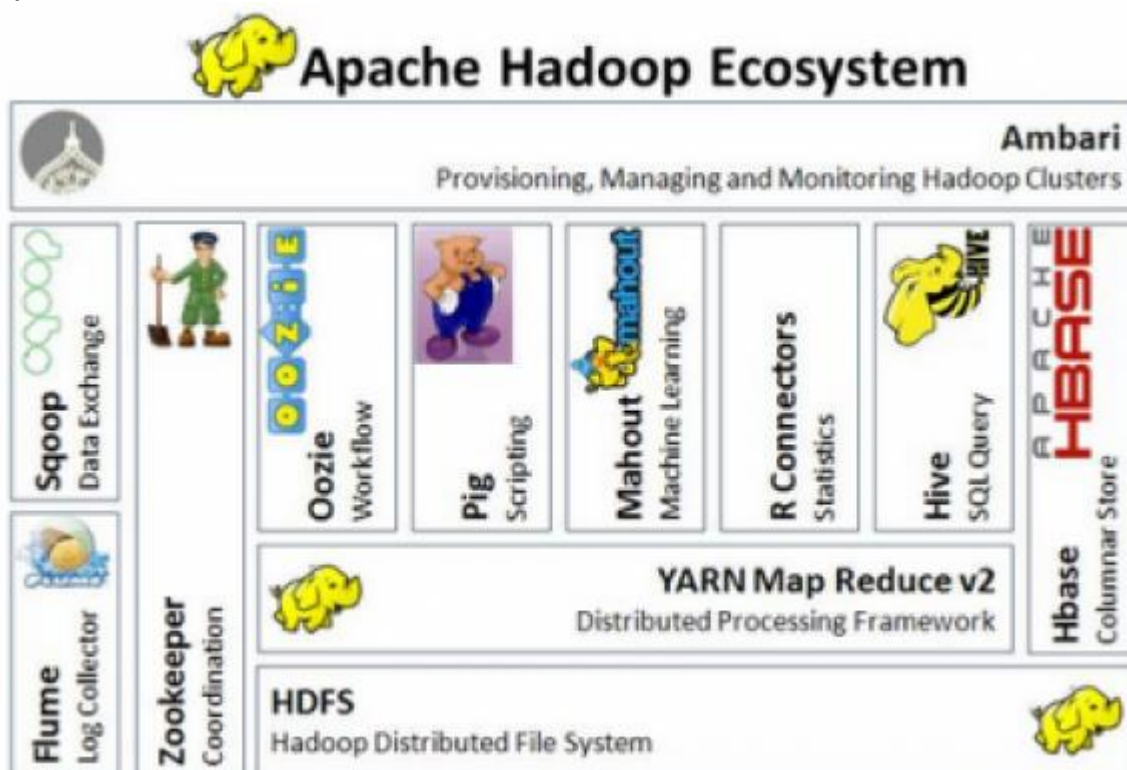 Apache Hadoop Ecosystem
Ambari
Provisioning, Managing and Monitoring Hadoop Clusters
Sqoop
Data Exchange
Flume
Log Collector
Zookeeper
Coordination
OOZIE
Oozie
Workflow
Pig
Scripting
mahout
Mahout
Machine Learning
R Connectors
Statistics
HIVE
Hive
SQL Query
APACHE
HBASE
Hbase
Columnar Store
YARN Map Reduce v2
Distributed Processing Framework
HDFS
Hadoop Distributed File System